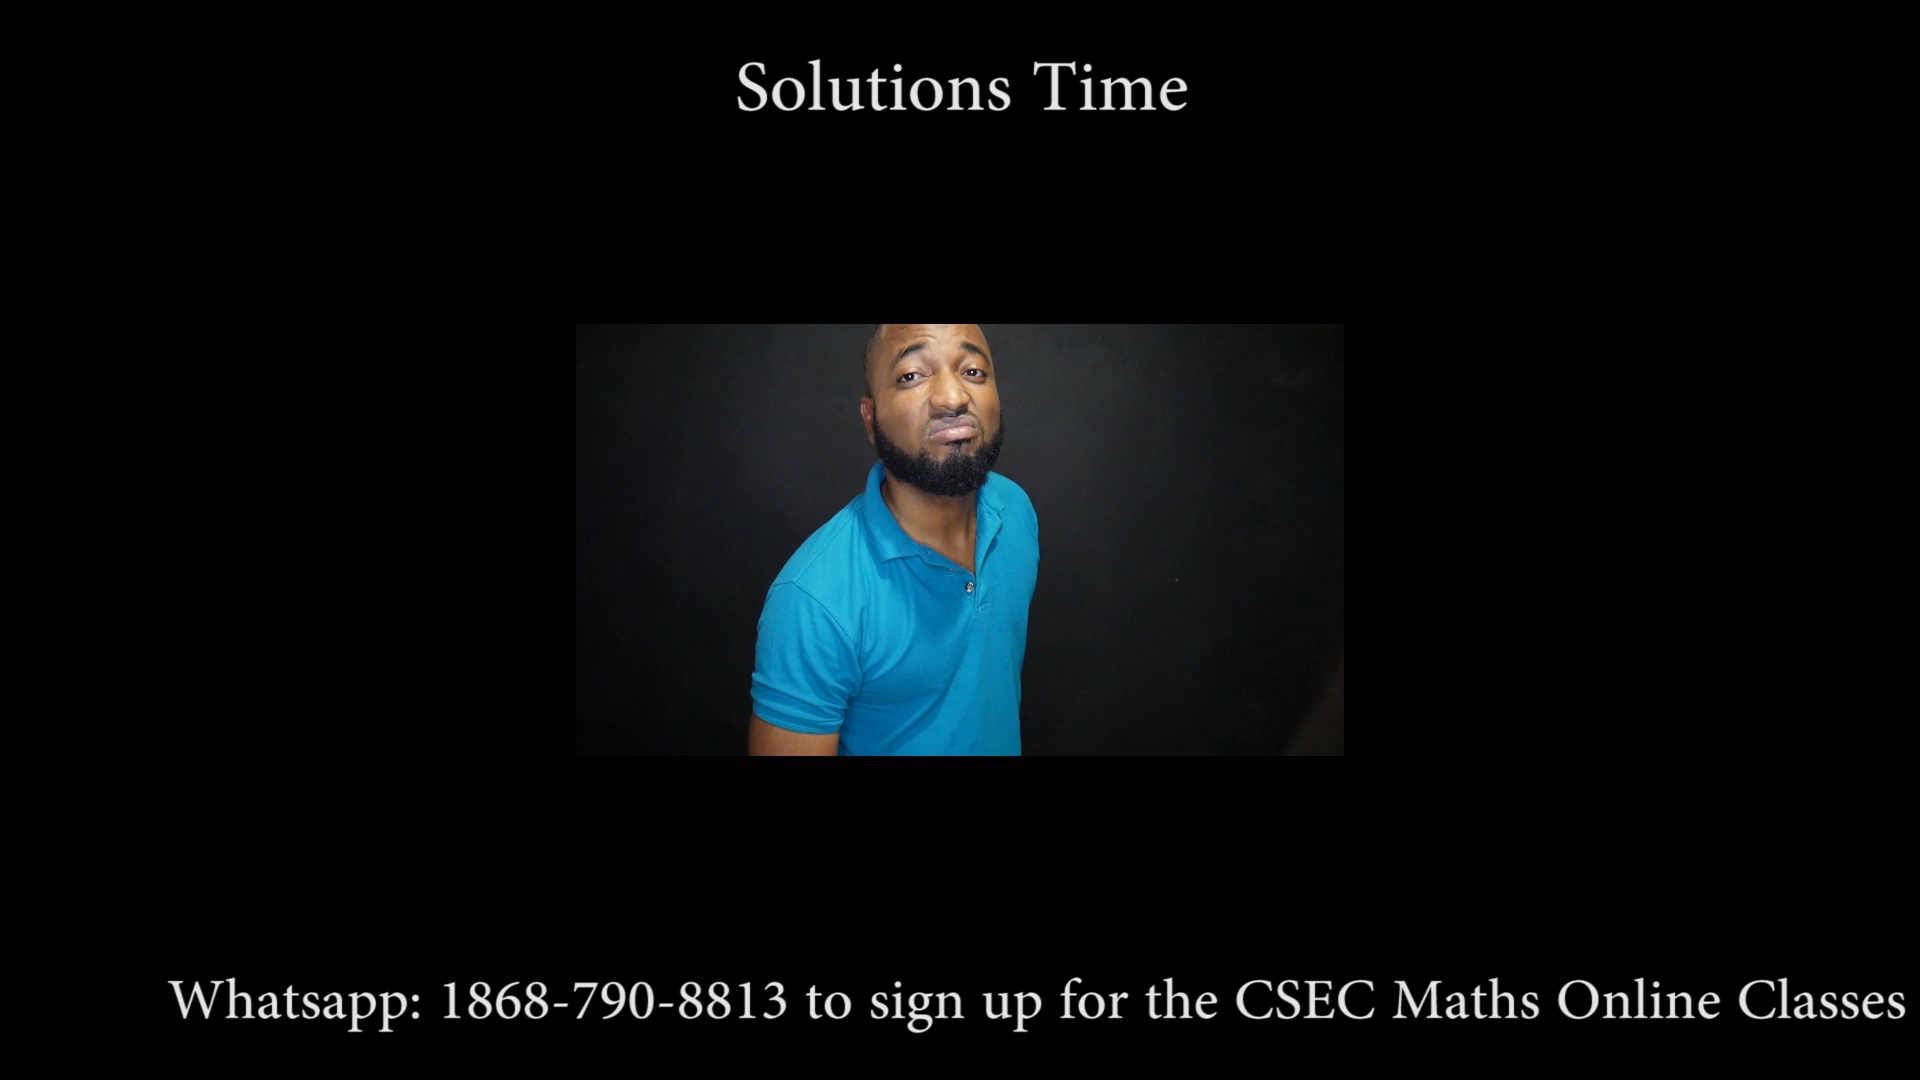 Solutions Time
Whatsapp: 1868-790-8813 to sign up for the CSEC Maths Online Classes